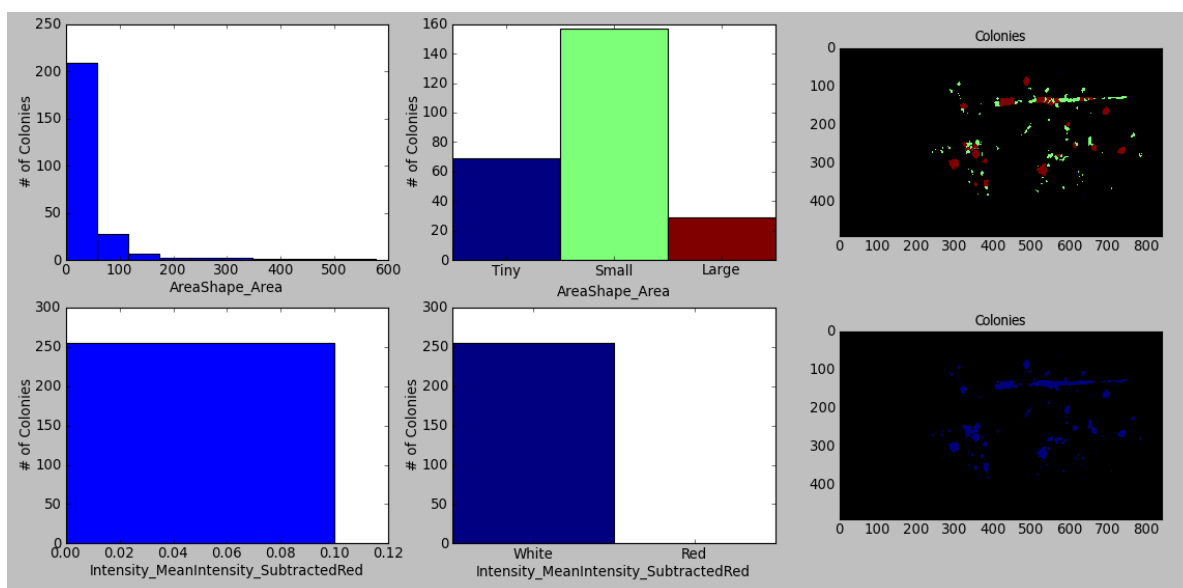 250
200
150
100
50
0
0 100 200 300 400 500 600
# of Colonies
AreaShape_Area
160
140
120
100
80
60
40
20
0
Tiny Small Large
# of Colonies
AreaShape_Area
Colonies
0
100
200
300
400
0 100 200 300 400 500 600 700 800
300
250
200
150
100
50
0
0.00 0.02 0.04 0.06 0.08 0.10 0.12
# of Colonies
Intensity_MeanIntensity_SubtractedRed
300
250
200
150
100
50
0
White Red
# of Colonies
Intensity_MeanIntensity_SubtractedRed
Colonies
0
100
200
300
400
0 100 200 300 400 500 600 700 800